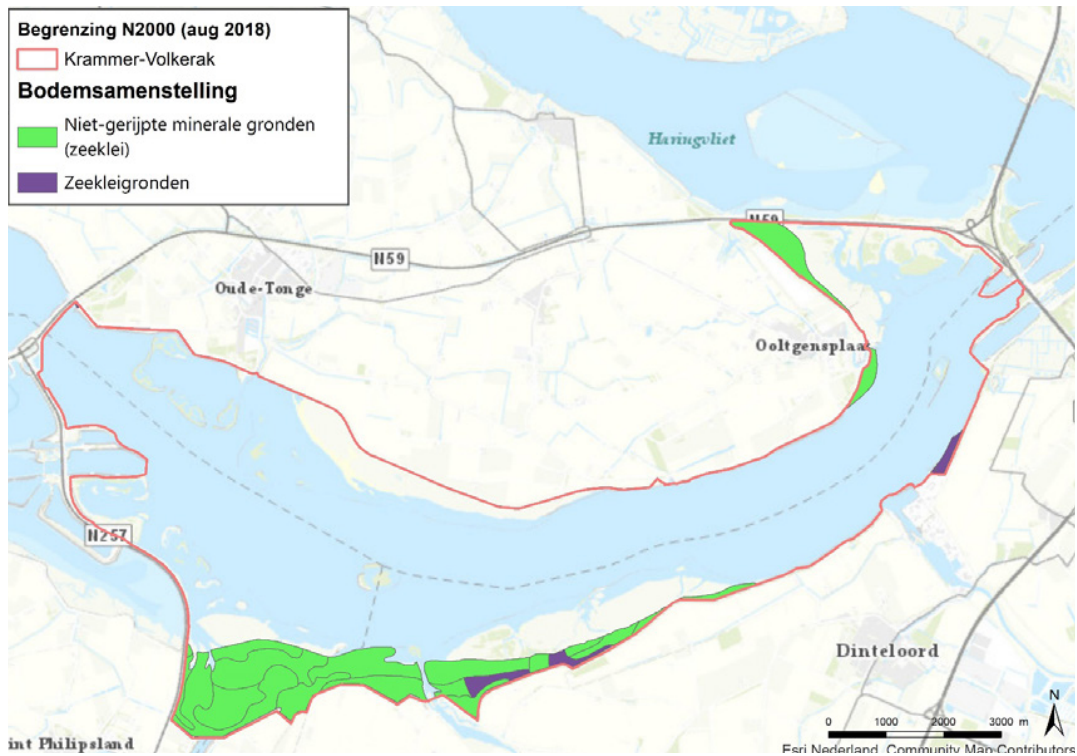 Begrenzing N2000 (aug 2018)
Krammer-Volkerak
Bodemsamenstelling
Niet-gerijpte minerale gronden
(zeeklei)
Zeekleigronden
Haringvliet
N59
N59
Oude-Tonge
Ooltgensplaat
N257
Dinteloord
int Philipsland
N
0 1000 2000 3000 m
Esri Nederland, Community Map Contributors